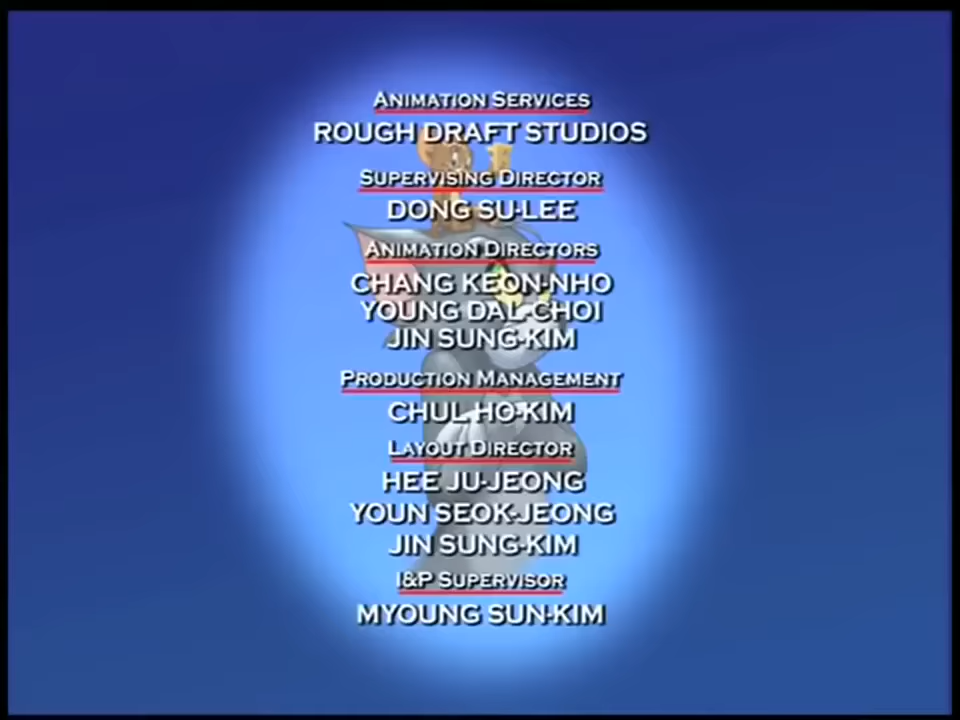 Animation Services
ROUGH DRAFT STUDIOS
Supervising Director
DONG SU-LEE
Animation Directors
CHANG KEON-NHO
YOUNG DAL-CHOI
JIN SUNG-KIM
Production Management
CHUL HO-KIM
Layout Director
HEE JU-JEONG
YOUN SEOK-JEONG
JIN SUNG-KIM
I&P Supervisor
MYOUNG SUN-KIM